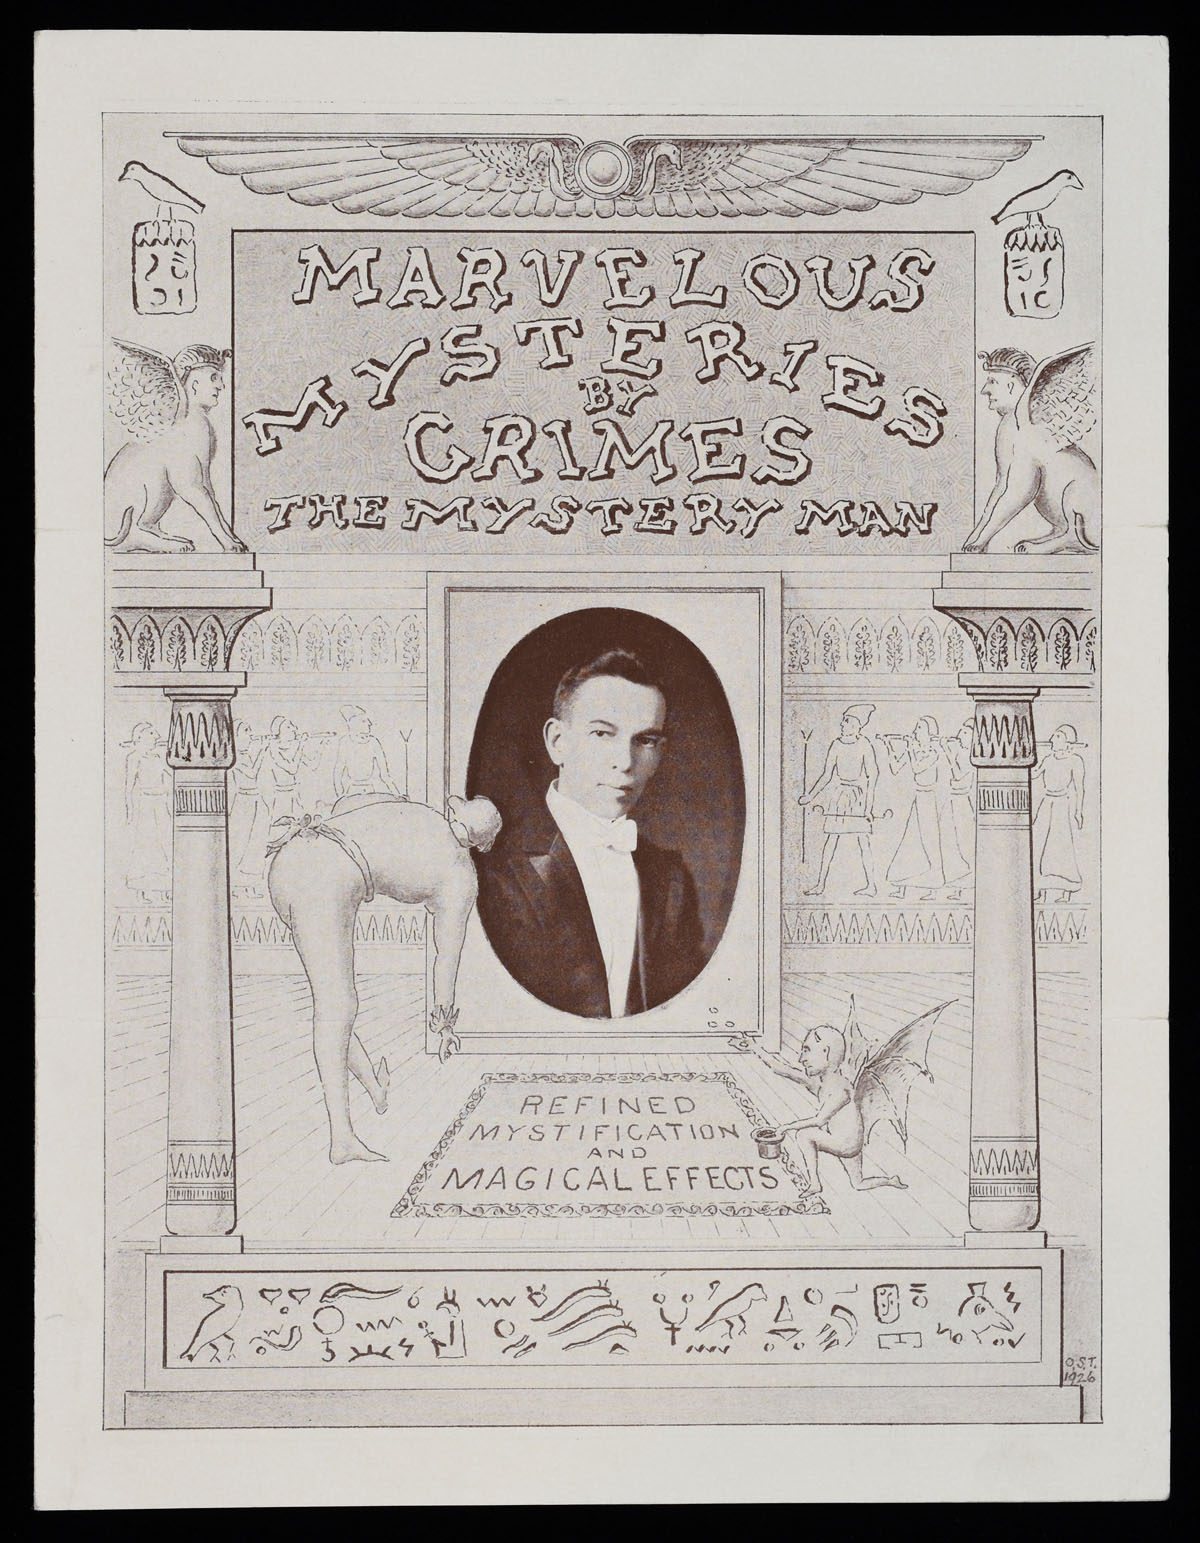 MARVELOUS
MYSTERIES
BY
GRIMES
THE MYSTERY MAN
REFINED
MYSTIFICATION
AND
MAGICAL EFFECTS
O.S.T.
1926